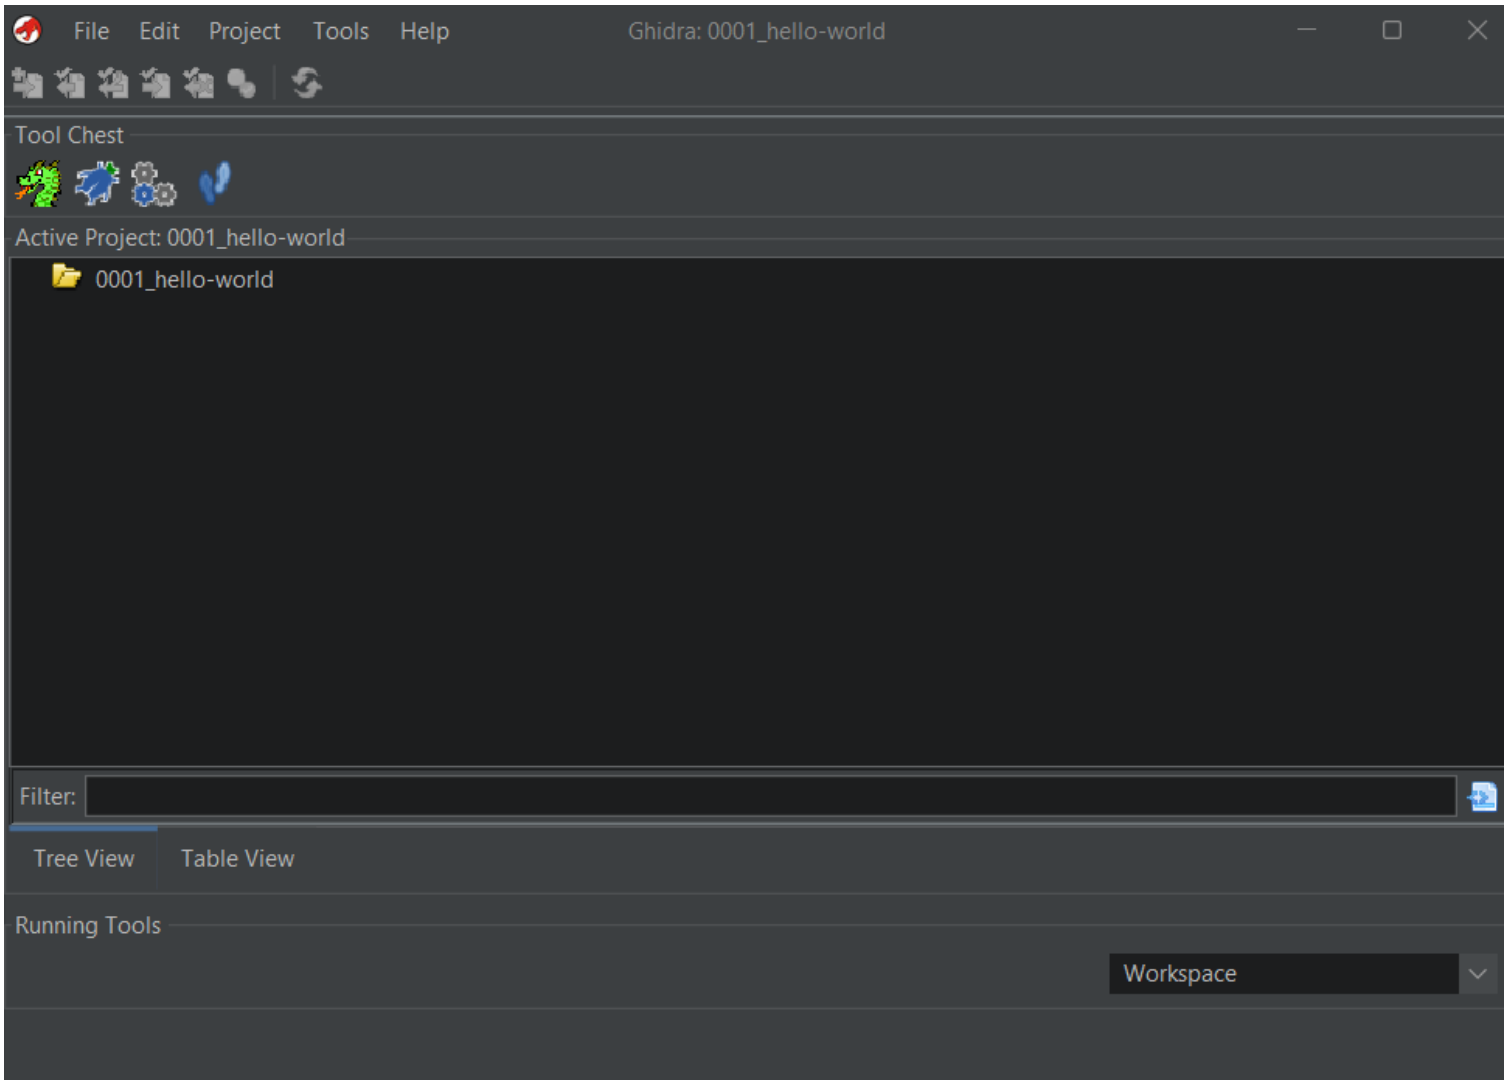 File Edit Project Tools Help Ghidra: 0001_hello-world
Tool Chest
Active Project: 0001_hello-world
0001_hello-world
Filter:
Tree View Table View
Running Tools
Workspace